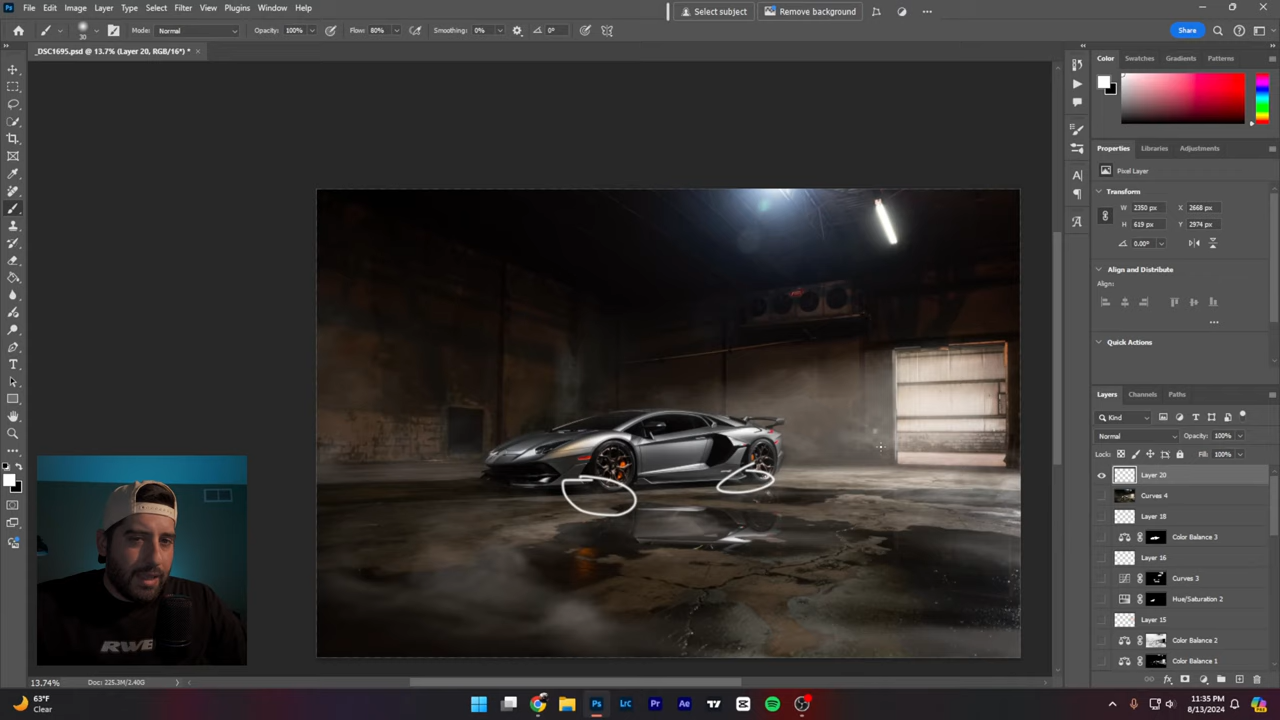 File Edit Image Layer Type Select Filter View Plugins Window Help
Select subject Remove background
Mode: Normal Opacity: 100% Flow: 80% Smoothing: 0% 0° Share
30
_DSC1695.psd @ 13.7% (Layer 20, RGB/16*) * ×
Color Swatches Gradients Patterns
Properties Libraries Adjustments
Pixel Layer
Transform
W 2350 px X 2668 px
H 619 px Y 2974 px
0.00°
Align and Distribute
Align:
Quick Actions
Layers Channels Paths
Kind
Normal Opacity: 100%
Locks: Fill: 100%
Layer 20
Curves 4
Layer 18
Color Balance 3
Layer 16
Curves 3
Hue/Saturation 2
Layer 15
Color Balance 2
Color Balance 1
RWB
13.74% Doc: 225.3M/2.40G
63°F
Clear
11:35 PM
8/13/2024